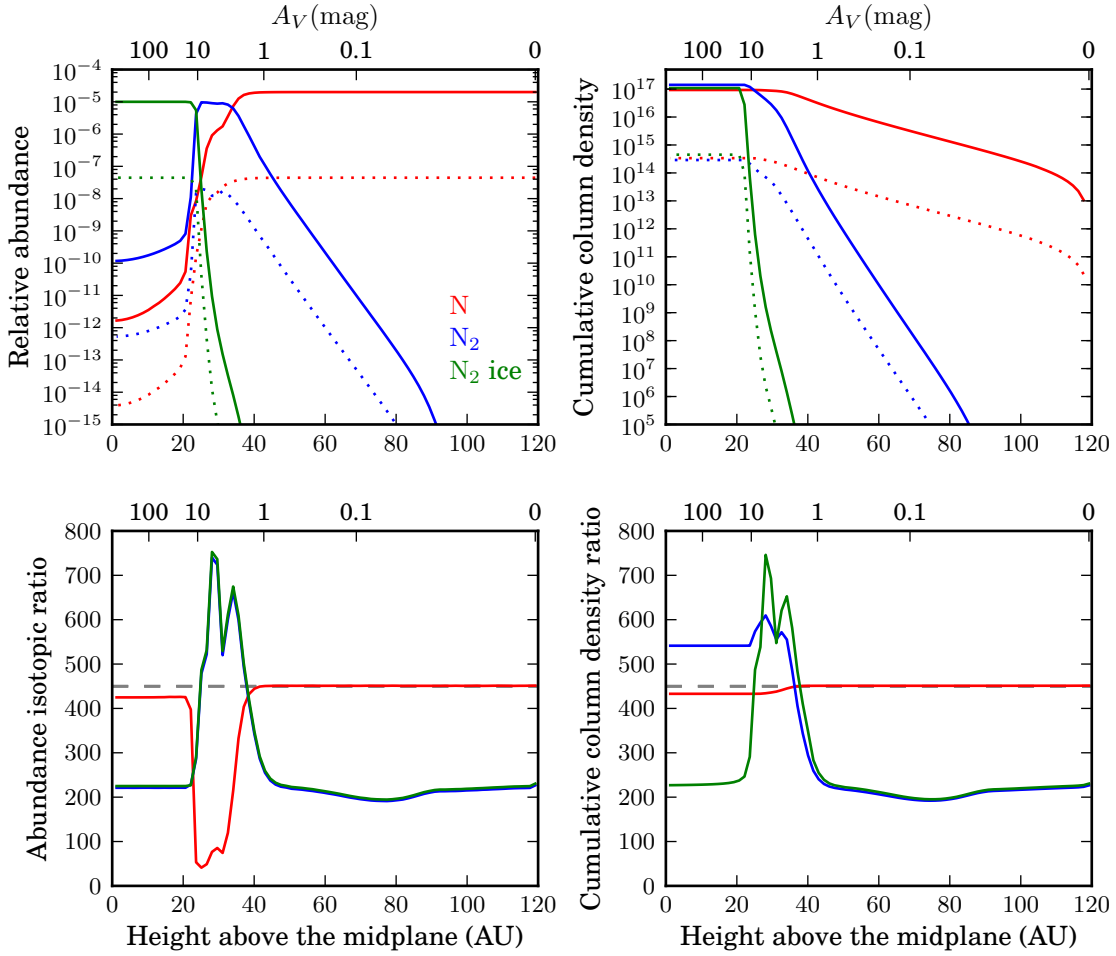 A_V (mag)
100 10 1 0.1 0
10^-4
10^-5
10^-6
10^-7
10^-8
10^-9
10^-10
10^-11
10^-12
10^-13
10^-14
10^-15
Relative abundance
N
N₂
N₂ ice
0 20 40 60 80 100 120
A_V (mag)
100 10 1 0.1 0
10^17
10^16
10^15
10^14
10^13
10^12
10^11
10^10
10^9
10^8
10^7
10^6
10^5
Cumulative column density
0 20 40 60 80 100 120
100 10 1 0.1 0
800
700
600
500
400
300
200
100
0
Abundance isotopic ratio
0 20 40 60 80 100 120
Height above the midplane (AU)
100 10 1 0.1 0
800
700
600
500
400
300
200
100
0
Cumulative column density ratio
0 20 40 60 80 100 120
Height above the midplane (AU)